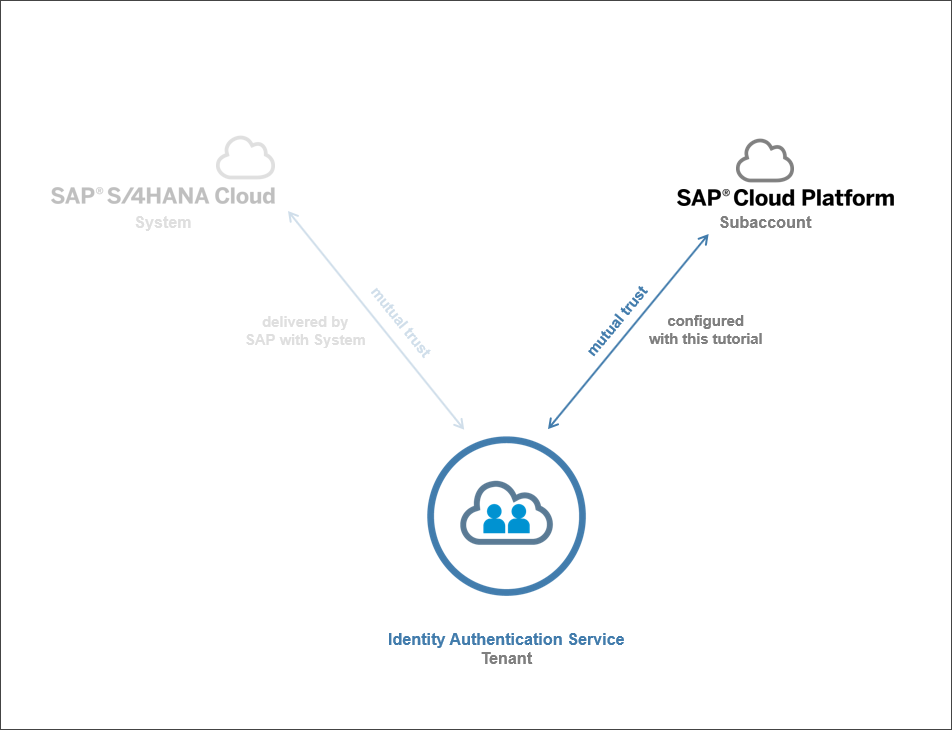 SAP® S/4HANA Cloud
System
SAP® Cloud Platform
Subaccount
mutual trust
delivered by
SAP with System
mutual trust
configured
with this tutorial
Identity Authentication Service
Tenant